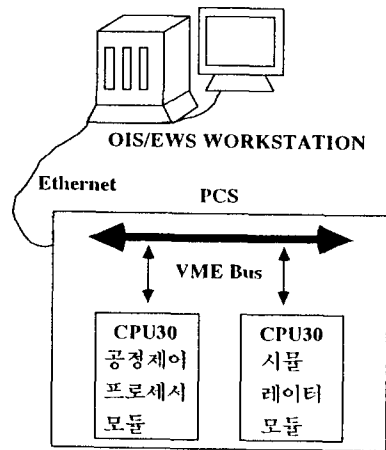 OIS/EWS WORKSTATION
Ethernet
PCS
VME Bus
CPU30
공정제어
프로세서
모듈
CPU30
시뮬
레이터
모듈